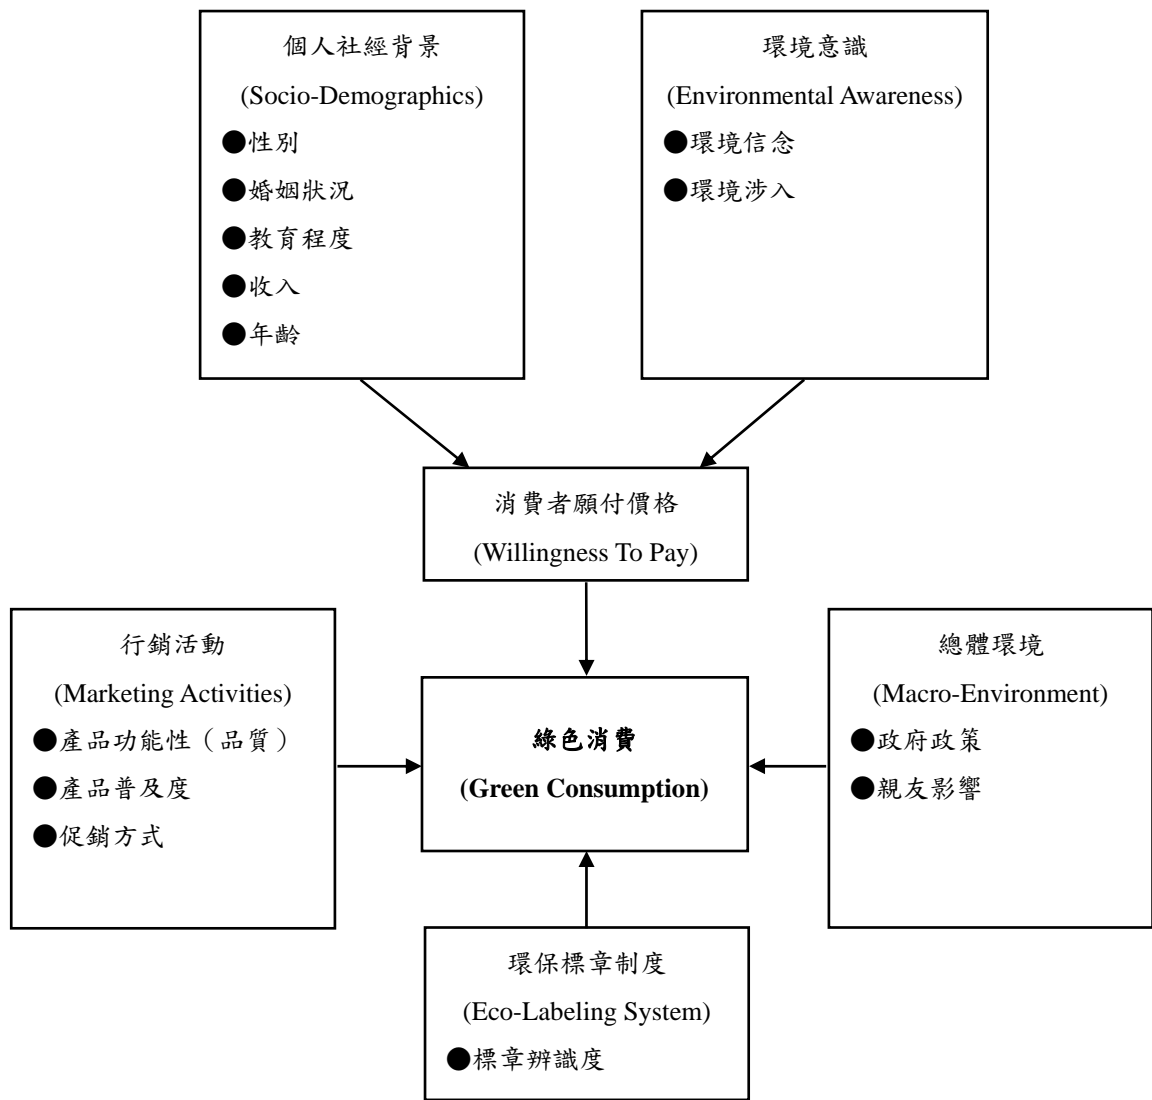 個人社經背景
(Socio-Demographics)
●性別
●婚姻狀況
●教育程度
●收入
●年齡
環境意識
(Environmental Awareness)
●環境信念
●環境涉入
消費者願付價格
(Willingness To Pay)
行銷活動
(Marketing Activities)
●產品功能性（品質）
●產品普及度
●促銷方式
綠色消費
(Green Consumption)
總體環境
(Macro-Environment)
●政府政策
●親友影響
環保標章制度
(Eco-Labeling System)
●標章辨識度